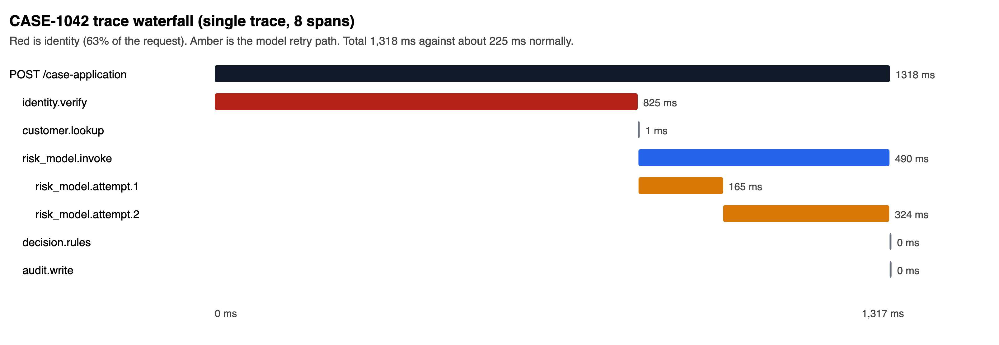 CASE-1042 trace waterfall (single trace, 8 spans)
Red is identity (63% of the request). Amber is the model retry path. Total 1,318 ms against about 225 ms normally.
POST /case-application 1318 ms
identity.verify 825 ms
customer.lookup 1 ms
risk_model.invoke 490 ms
risk_model.attempt.1 165 ms
risk_model.attempt.2 324 ms
decision.rules 0 ms
audit.write 0 ms
0 ms 1,317 ms